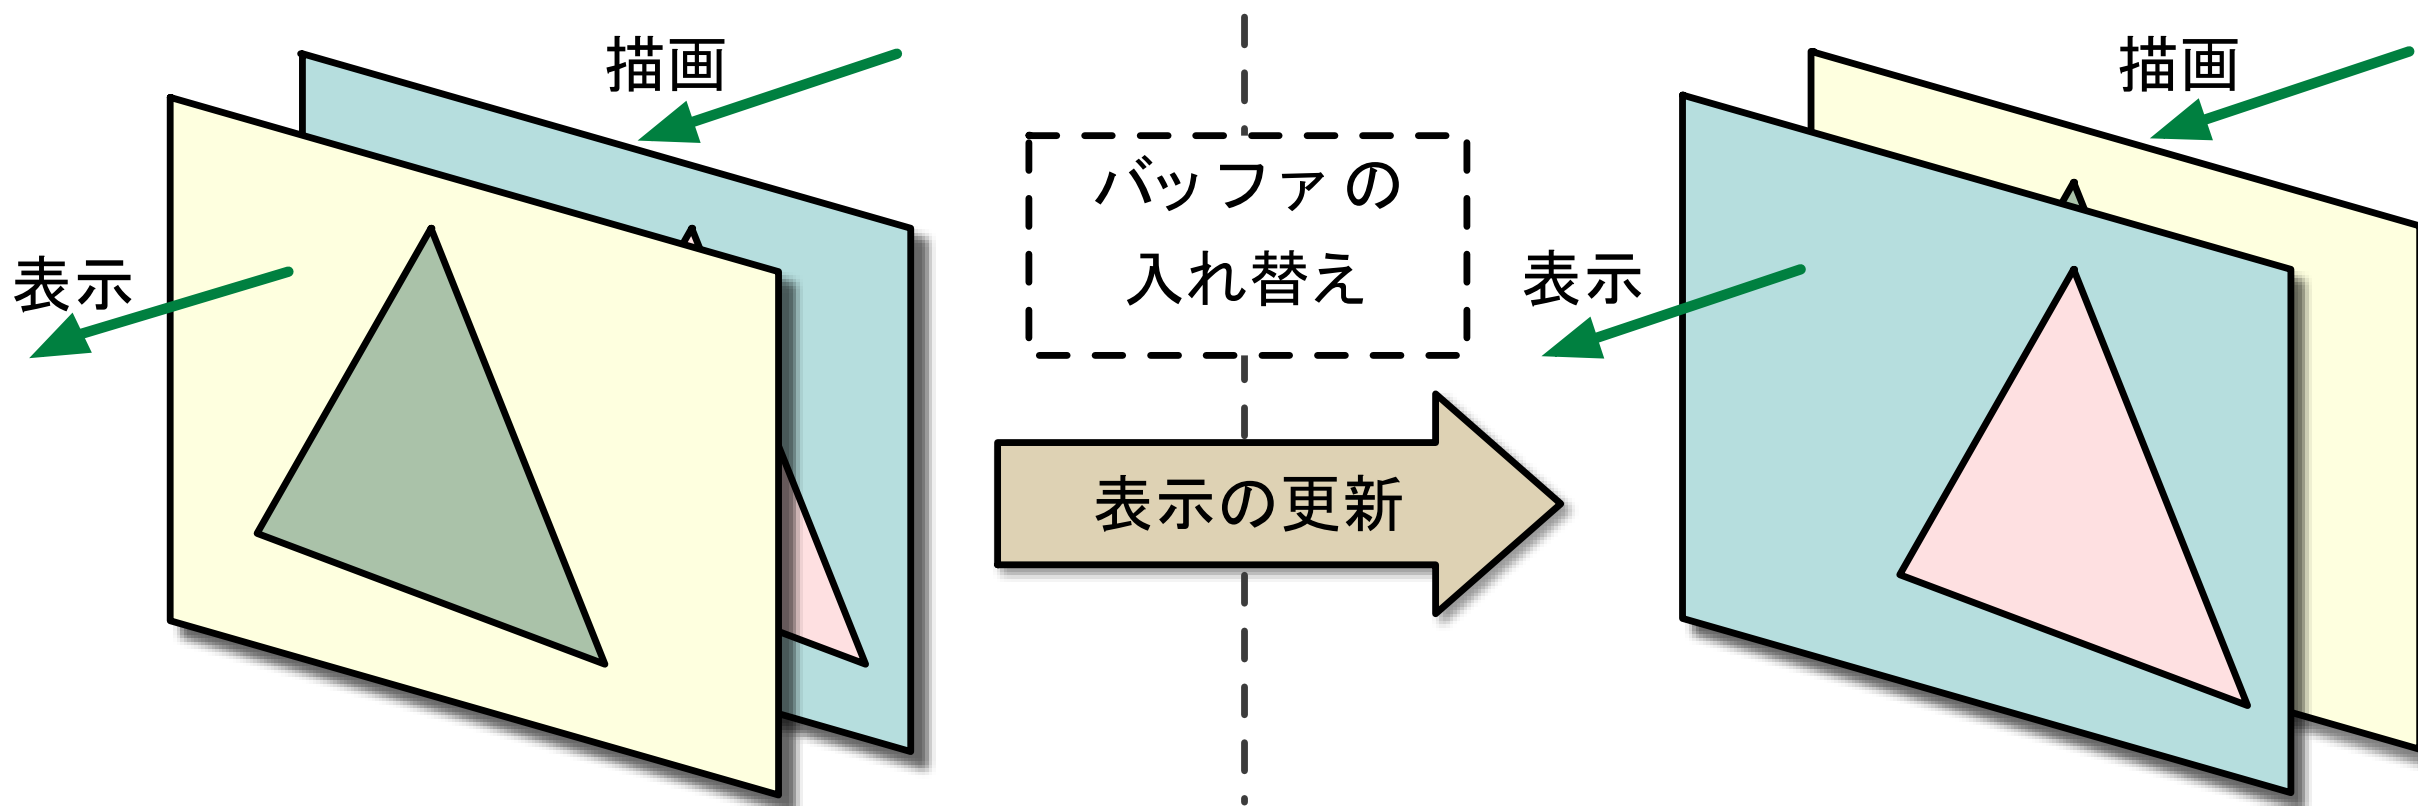 描画
表示
バッファの
入れ替え
表示の更新
描画
表示